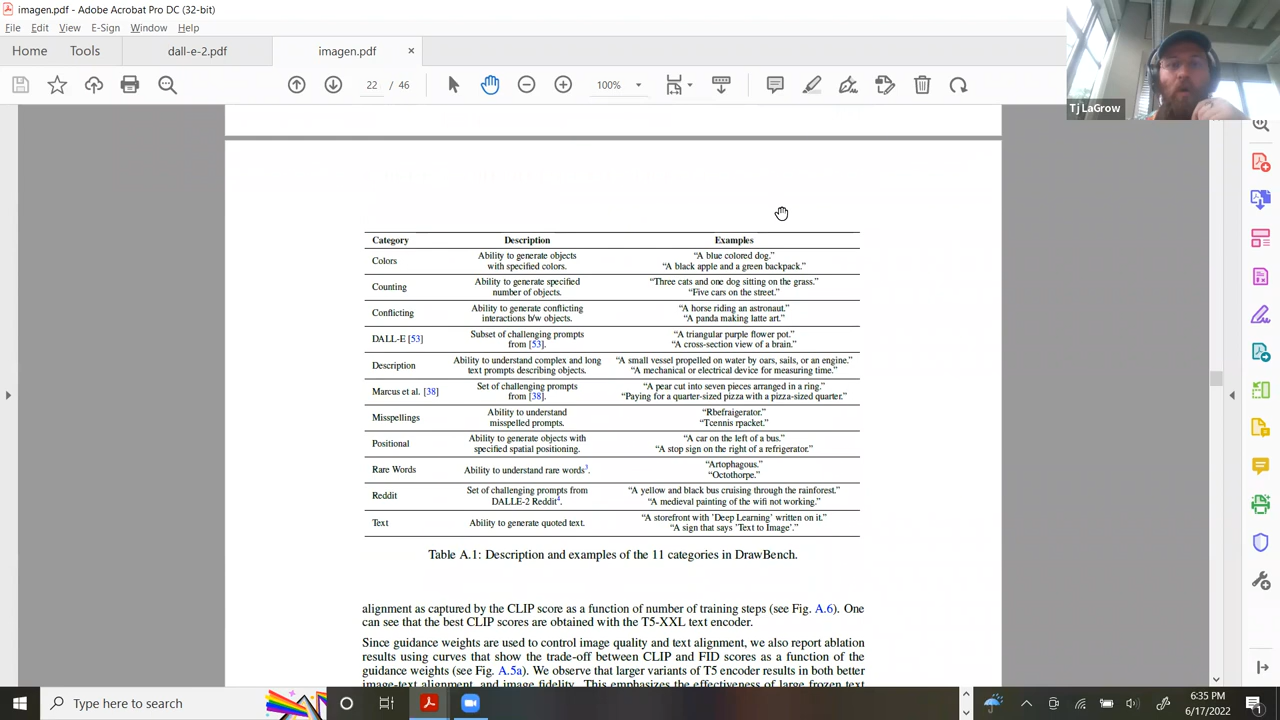 imagen.pdf - Adobe Acrobat Pro DC (32-bit)
File Edit View E-Sign Window Help
Home Tools dall-e-2.pdf imagen.pdf ×
22 / 46 100%
Tj LaGrow
Category Description Examples
Colors Ability to generate objects with specified colors. “A blue colored dog.” “A black apple and a green backpack.”
Counting Ability to generate specified number of objects. “Three cats and one dog sitting on the grass.” “Five cars on the street.”
Conflicting Ability to generate conflicting interactions b/w objects. “A horse riding an astronaut.” “A panda making latte art.”
DALL-E [53] Subset of challenging prompts from [53]. “A triangular purple flower pot.” “A cross-section view of a brain.”
Description Ability to understand complex and long text prompts describing objects. “A small vessel propelled on water by oars, sails, or an engine.” “A mechanical or electrical device for measuring time.”
Marcus et al. [38] Set of challenging prompts from [38]. “A pear cut into seven pieces arranged in a ring.” “Paying for a quarter-sized pizza with a pizza-sized quarter.”
Misspellings Ability to understand misspelled prompts. “Rbefraigerator.” “Tcennis rpacket.”
Positional Ability to generate objects with specified spatial positioning. “A car on the left of a bus.” “A stop sign on the right of a refrigerator.”
Rare Words Ability to understand rare words3. “Artophagous.” “Octothorpe.”
Reddit Set of challenging prompts from DALLE-2 Reddit4. “A yellow and black bus cruising through the rainforest.” “A medieval painting of the wifi not working.”
Text Ability to generate quoted text. “A storefront with 'Deep Learning' written on it.” “A sign that says 'Text to Image'.”
Table A.1: Description and examples of the 11 categories in DrawBench.
alignment as captured by the CLIP score as a function of number of training steps (see Fig. A.6). One
can see that the best CLIP scores are obtained with the T5-XXL text encoder.
Since guidance weights are used to control image quality and text alignment, we also report ablation
results using curves that show the trade-off between CLIP and FID scores as a function of the
guidance weights (see Fig. A.5a). We observe that larger variants of T5 encoder results in both better
image-text alignment, and image fidelity. This emphasizes the effectiveness of large frozen text
Type here to search
6:35 PM
6/17/2022
1